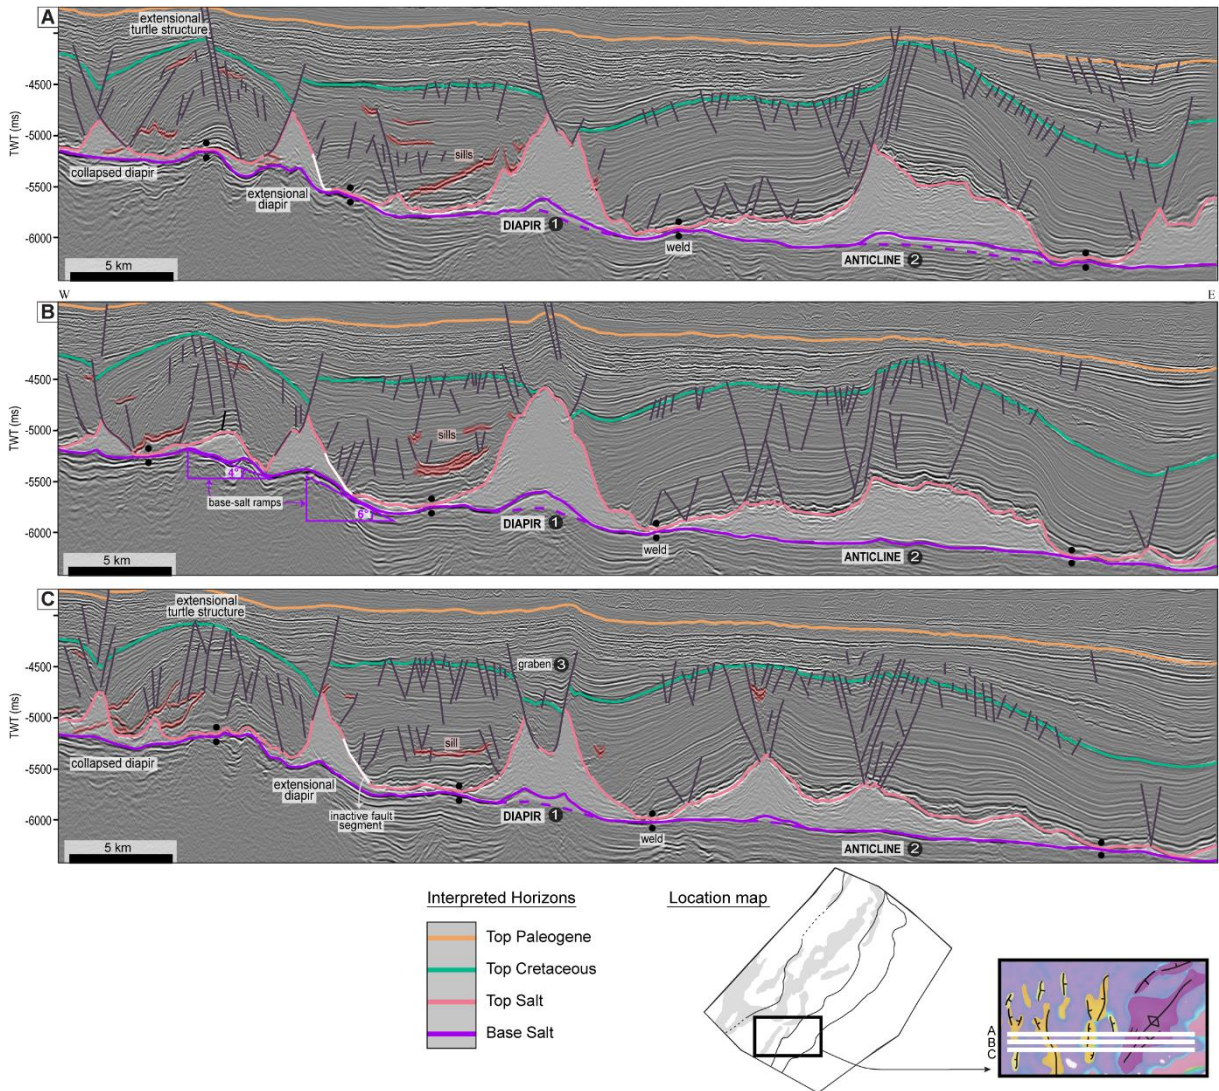 A
extensional
turtle structure
-4500
-5000
-5500
-6000
TWT (ms)
collapsed diapir
extensional
diapir
sills
DIAPIR 1
weld
ANTICLINE 2
5 km
W
E
B
-4500
-5000
-5500
-6000
TWT (ms)
sills
4°
base-salt ramps
6°
DIAPIR 1
weld
ANTICLINE 2
5 km
C
extensional
turtle structure
-4500
-5000
-5500
-6000
TWT (ms)
graben 3
collapsed diapir
sill
extensional
diapir
inactive fault
segment
DIAPIR 1
weld
ANTICLINE 2
5 km
Interpreted Horizons
Top Paleogene
Top Cretaceous
Top Salt
Base Salt
Location map
A
B
C